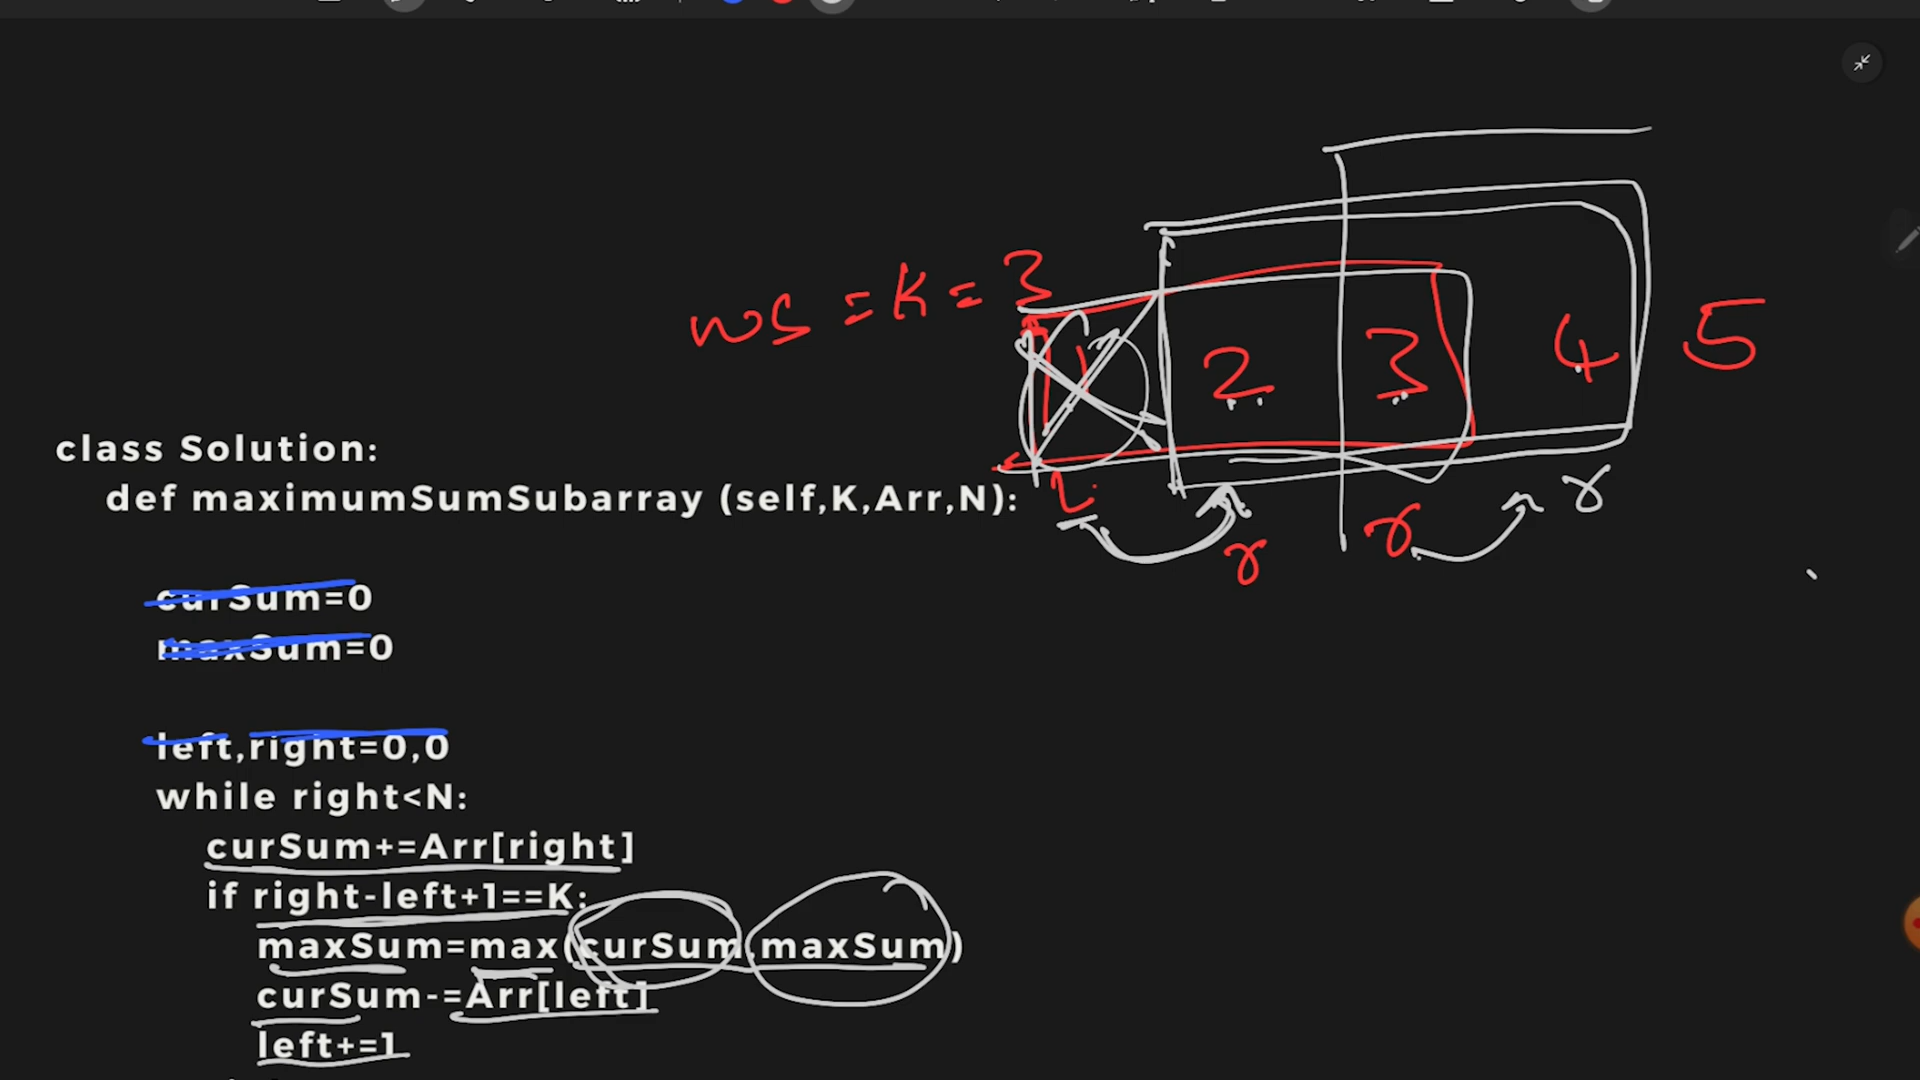 ws = K = 3
1 2 3 4 5
L r r r
class Solution:
def maximumSumSubarray (self,K,Arr,N):
curSum=0
maxSum=0
left,right=0,0
while right<N:
curSum+=Arr[right]
if right-left+1==K:
maxSum=max(curSum,maxSum)
curSum-=Arr[left]
left+=1